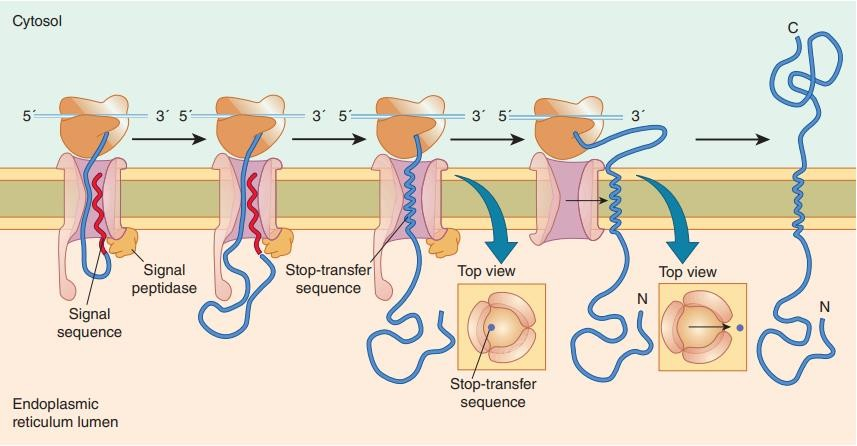 Cytosol
C
5´ 3´ 5´ 3´ 5´ 3´ 5´ 3´
Signal
peptidase
Stop-transfer
sequence
Top view
Top view
N
N
Signal
sequence
Stop-transfer
sequence
Endoplasmic
reticulum lumen